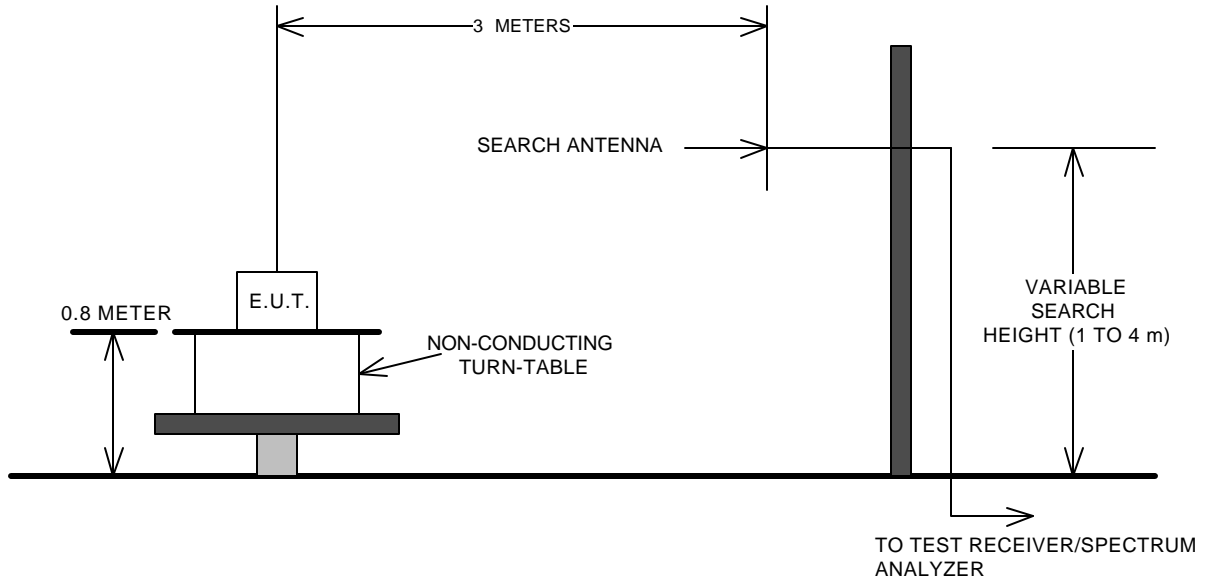 3 METERS
SEARCH ANTENNA
E.U.T.
0.8 METER
NON-CONDUCTING
TURN-TABLE
VARIABLE
SEARCH
HEIGHT (1 TO 4 m)
TO TEST RECEIVER/SPECTRUM
ANALYZER